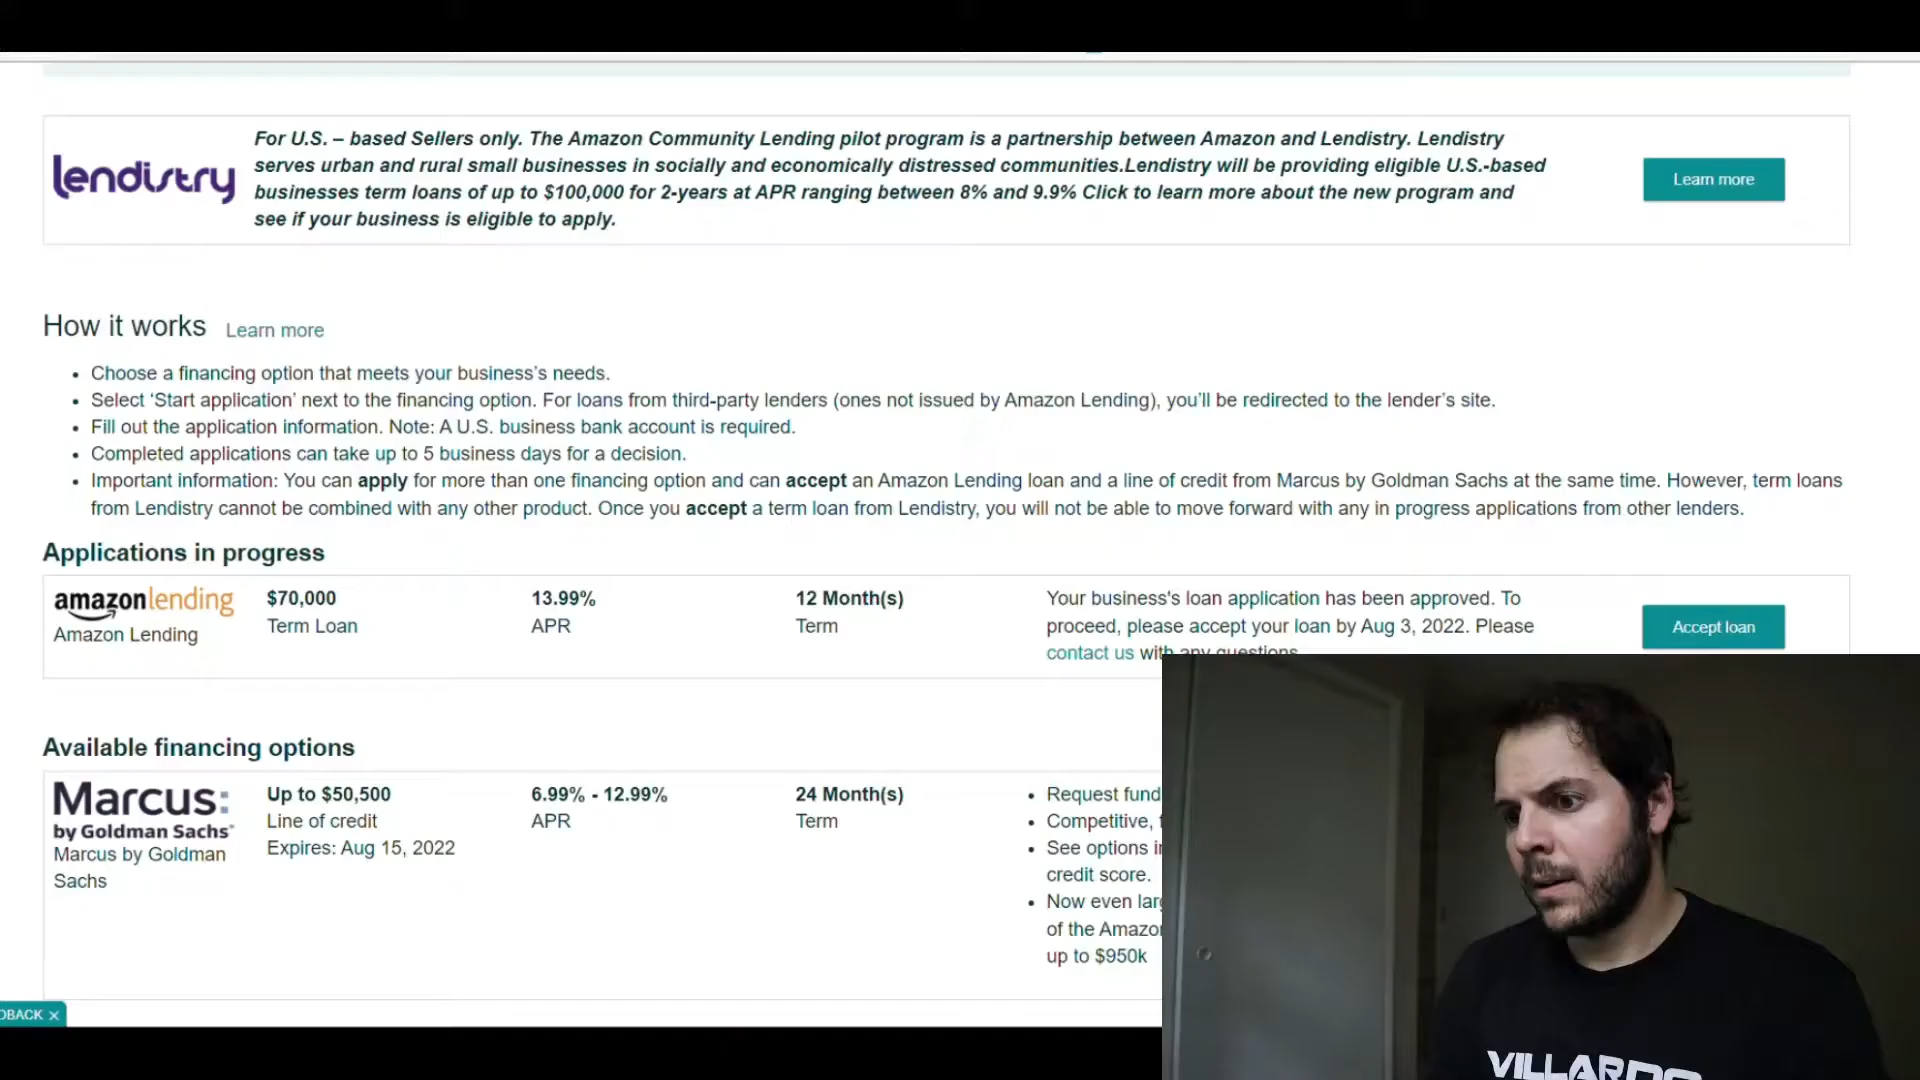 lendistry
For U.S. – based Sellers only. The Amazon Community Lending pilot program is a partnership between Amazon and Lendistry. Lendistry
serves urban and rural small businesses in socially and economically distressed communities.Lendistry will be providing eligible U.S.-based
businesses term loans of up to $100,000 for 2-years at APR ranging between 8% and 9.9% Click to learn more about the new program and
see if your business is eligible to apply.
Learn more
How it works Learn more
• Choose a financing option that meets your business's needs.
• Select ‘Start application’ next to the financing option. For loans from third-party lenders (ones not issued by Amazon Lending), you’ll be redirected to the lender’s site.
• Fill out the application information. Note: A U.S. business bank account is required.
• Completed applications can take up to 5 business days for a decision.
• Important information: You can apply for more than one financing option and can accept an Amazon Lending loan and a line of credit from Marcus by Goldman Sachs at the same time. However, term loans
from Lendistry cannot be combined with any other product. Once you accept a term loan from Lendistry, you will not be able to move forward with any in progress applications from other lenders.
Applications in progress
amazonlending
Amazon Lending
$70,000
Term Loan
13.99%
APR
12 Month(s)
Term
Your business's loan application has been approved. To
proceed, please accept your loan by Aug 3, 2022. Please
contact us with any questions
Accept loan
Available financing options
Marcus:
by Goldman Sachs
Marcus by Goldman
Sachs
Up to $50,500
Line of credit
Expires: Aug 15, 2022
6.99% - 12.99%
APR
24 Month(s)
Term
• Request fund
• Competitive,
• See options
credit score.
• Now even
of the
up to $950k
DBACK ×